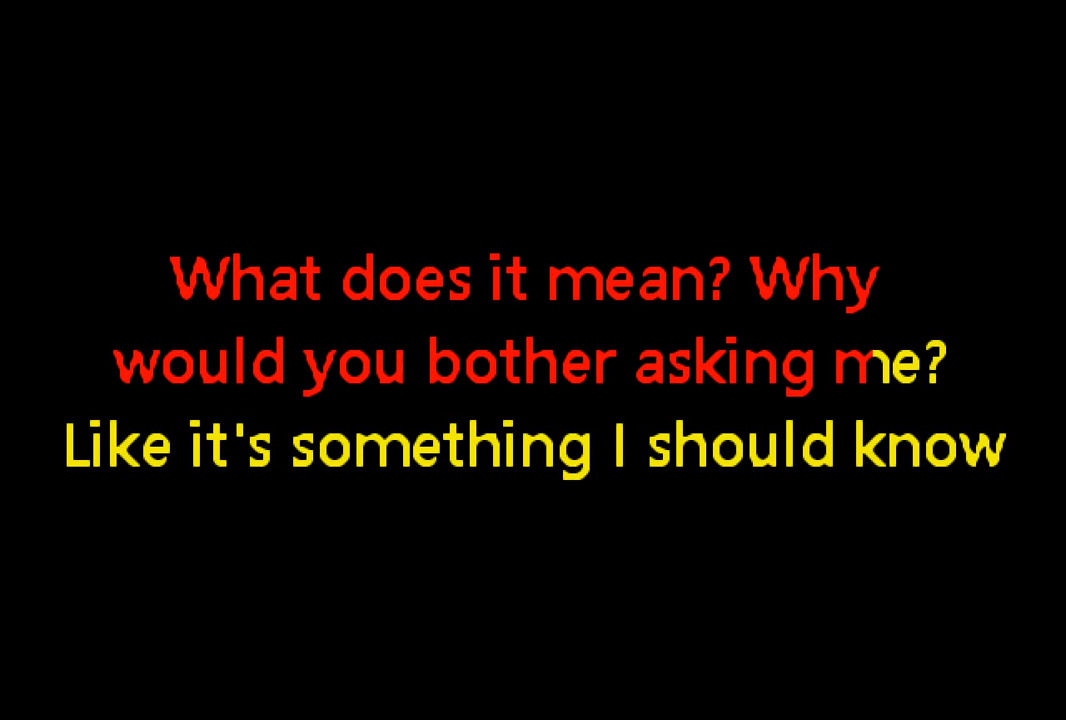 What does it mean? Why
would you bother asking me?
Like it's something I should know